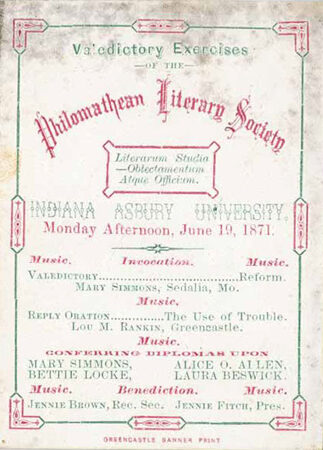 Valedictory Exercises
—OF THE—
Philomathean Literary Society
Literarum Studia
—Oblectamentum
Atque Officium.
INDIANA ASBURY UNIVERSITY,
Monday Afternoon, June 19, 1871.
Music. Invocation. Music.
VALEDICTORY..............................Reform.
MARY SIMMONS, Sedalia, Mo.
Music.
REPLY ORATION..............The Use of Trouble.
LOU M. RANKIN, Greencastle.
Music.
CONFERRING DIPLOMAS UPON
MARY SIMMONS, ALICE O. ALLEN,
BETTIE LOCKE, LAURA BESWICK.
Music. Benediction. Music.
JENNIE BROWN, Rec. Sec. JENNIE FITCH, Pres.
GREENCASTLE BANNER PRINT